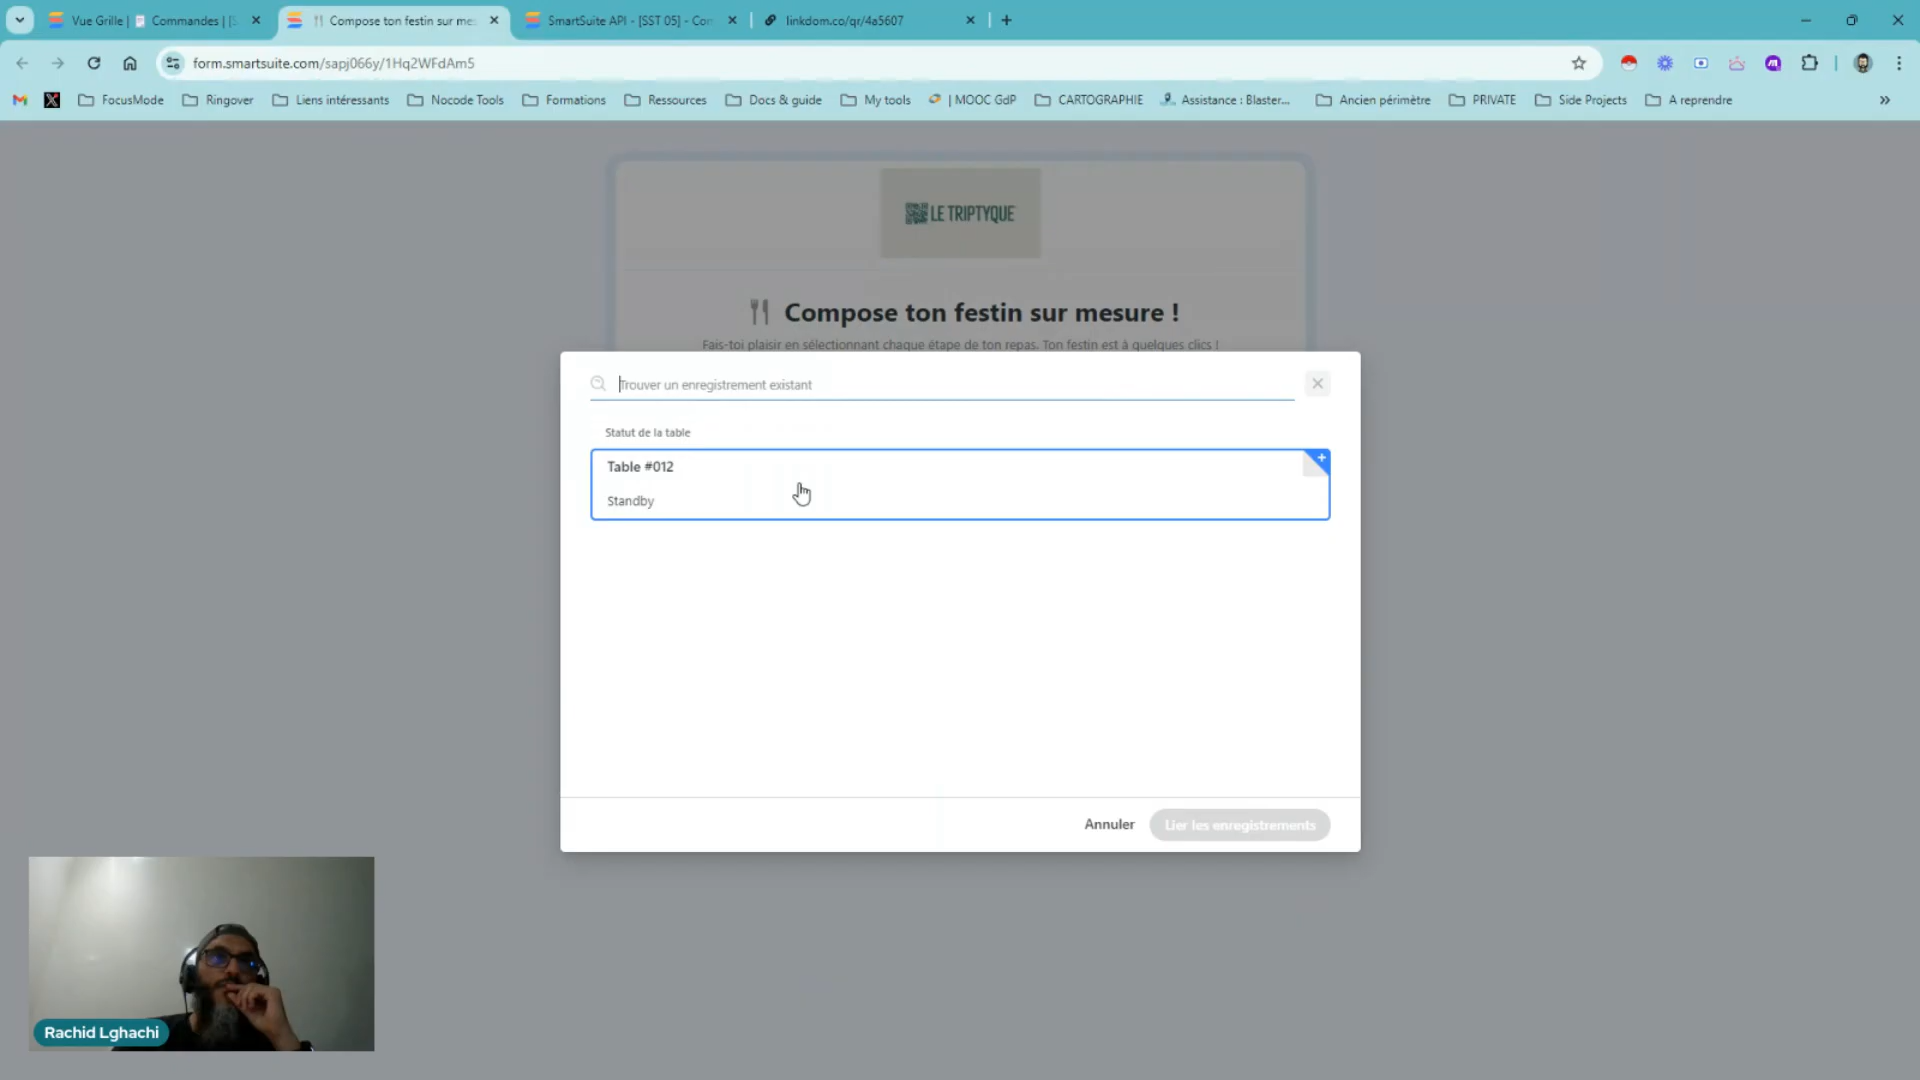 Vue Grille | Commandes | [S
Compose ton festin sur mes
SmartSuite API - [SST 05] - Con
linkdom.co/qr/4a5607
form.smartsuite.com/sapj066y/1Hq2WFdAm5
FocusMode
Ringover
Liens intéressants
Nocode Tools
Formations
Ressources
Docs & guide
My tools
| MOOC GdP
CARTOGRAPHIE
Assistance : Blaster...
Ancien périmètre
PRIVATE
Side Projects
A reprendre
LE TRIPTYQUE
Compose ton festin sur mesure !
Fais-toi plaisir en sélectionnant chaque étape de ton repas. Ton festin est à quelques clics !
Trouver un enregistrement existant
Statut de la table
Table #012
Standby
Annuler
Lier les enregistrements
Rachid Lghachi